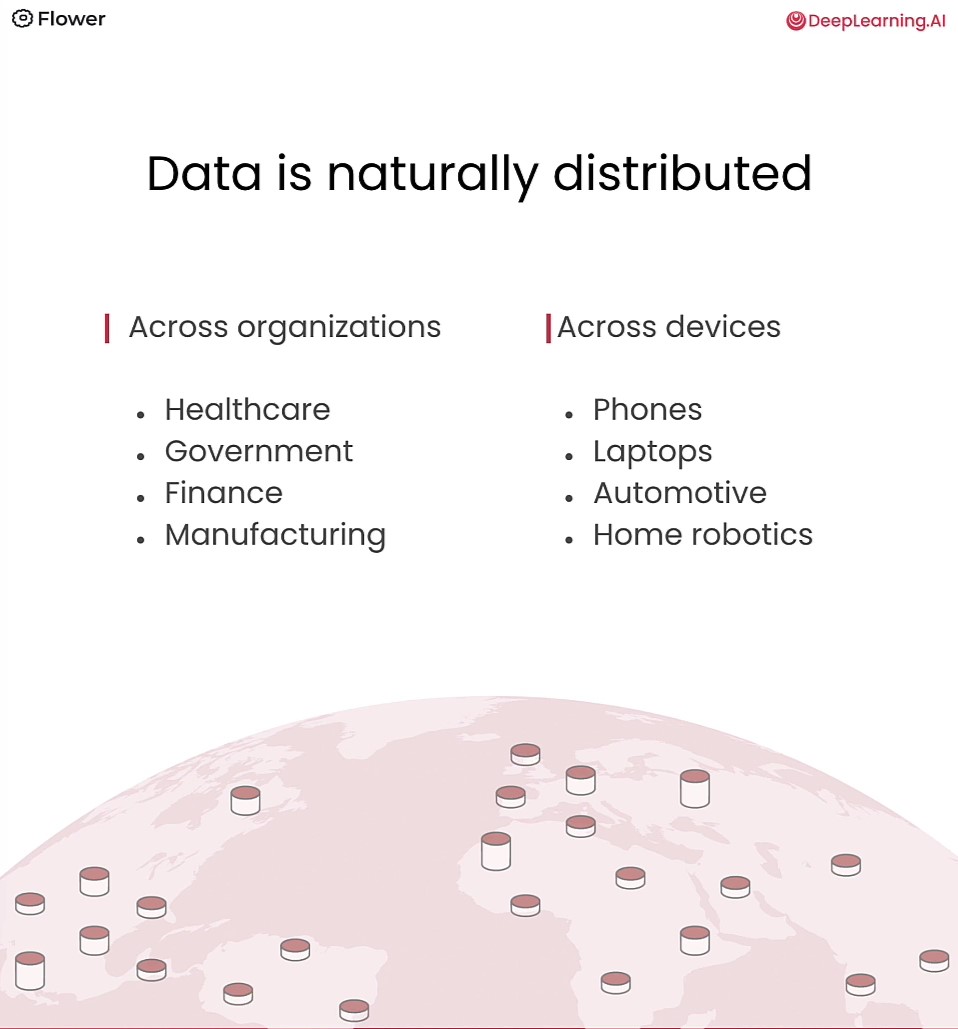 Flower
DeepLearning.AI
Data is naturally distributed
Across organizations
• Healthcare
• Government
• Finance
• Manufacturing
Across devices
• Phones
• Laptops
• Automotive
• Home robotics